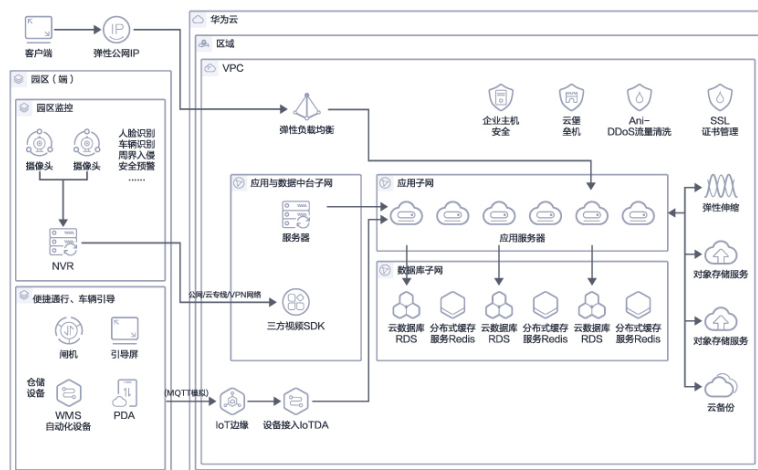 华为云
区域
VPC
客户端
弹性公网IP
园区（端）
园区监控
摄像头
摄像头
人脸识别
车辆识别
周界入侵
安全预警
......
NVR
弹性负载均衡
企业主机
安全
云堡
垒机
Ani-
DDoS流量清洗
SSL
证书管理
应用与数据中台子网
服务器
三方视频SDK
公网/云专线/VPN网络
应用子网
应用服务器
数据库子网
云数据库
RDS
分布式缓存
服务Redis
云数据库
RDS
分布式缓存
服务Redis
云数据库
RDS
分布式缓存
服务Redis
弹性伸缩
对象存储服务
对象存储服务
云备份
便捷通行、车辆引导
闸机
引导屏
仓储
设备
WMS
自动化设备
PDA
(MQTT模拟)
IoT边缘
设备接入IoTDA